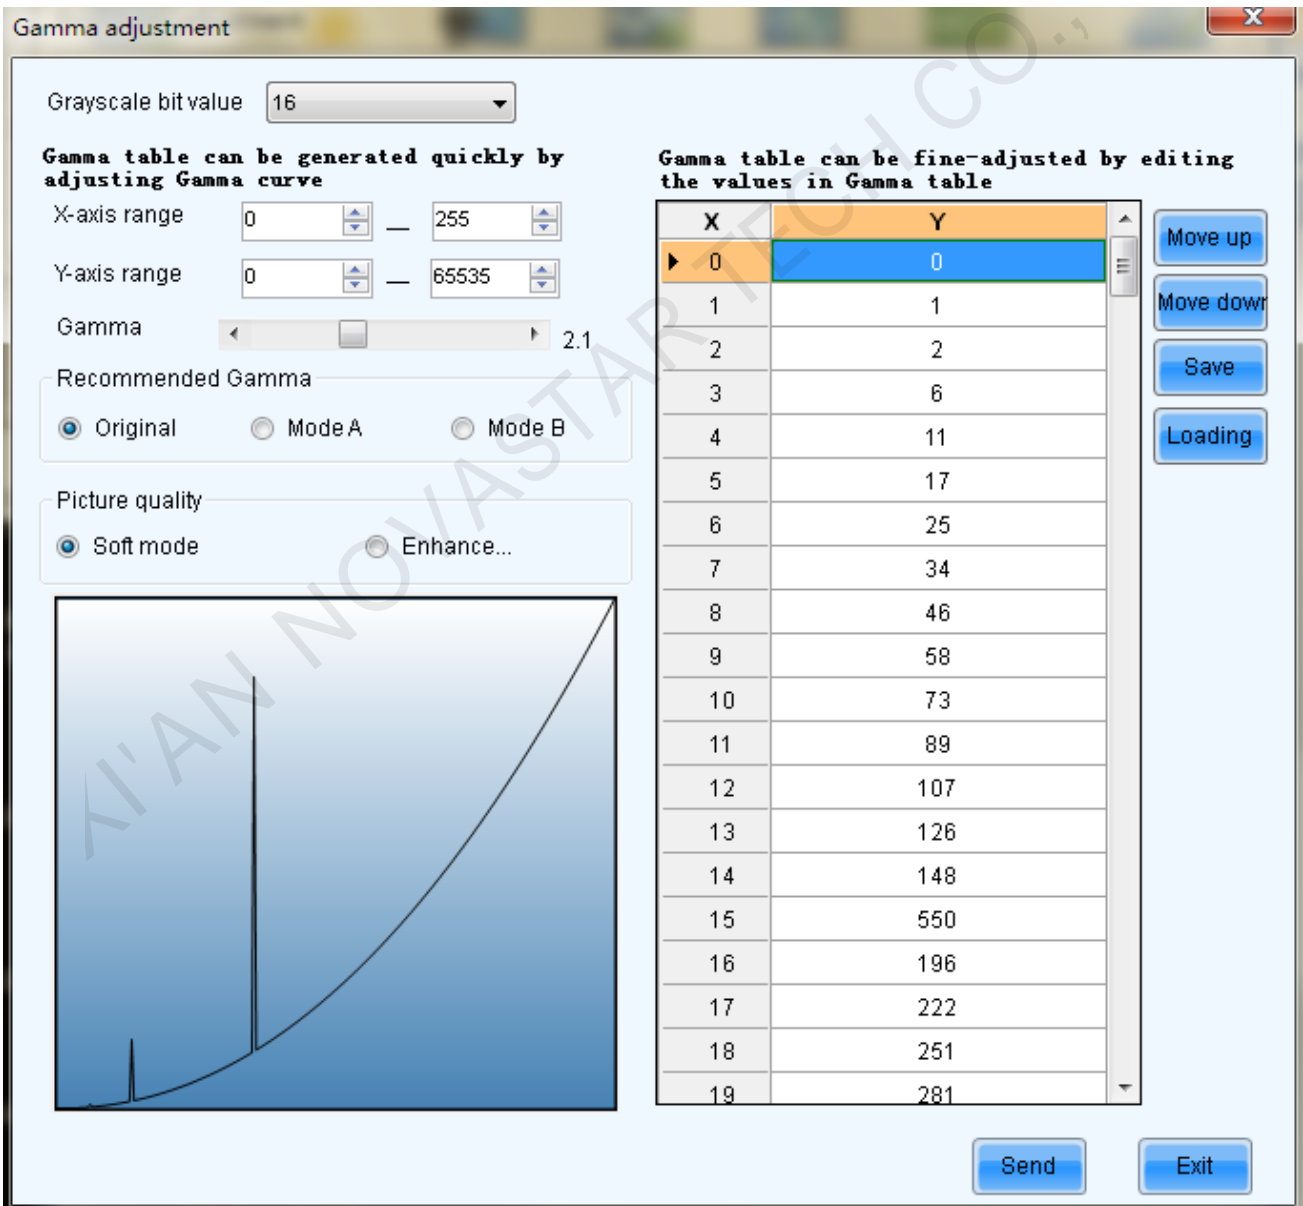 Gamma adjustment
x
Grayscale bit value 16
Gamma table can be generated quickly by
adjusting Gamma curve
X-axis range 0 — 255
Y-axis range 0 — 65535
Gamma 2.1
Recommended Gamma
Original Mode A Mode B
Picture quality
Soft mode Enhance...
Gamma table can be fine-adjusted by editing
the values in Gamma table
X Y
0 0
1 1
2 2
3 6
4 11
5 17
6 25
7 34
8 46
9 58
10 73
11 89
12 107
13 126
14 148
15 550
16 196
17 222
18 251
19 281
Move up
Move down
Save
Loading
Send Exit
XI'AN NOVASTAR TECH CO.,